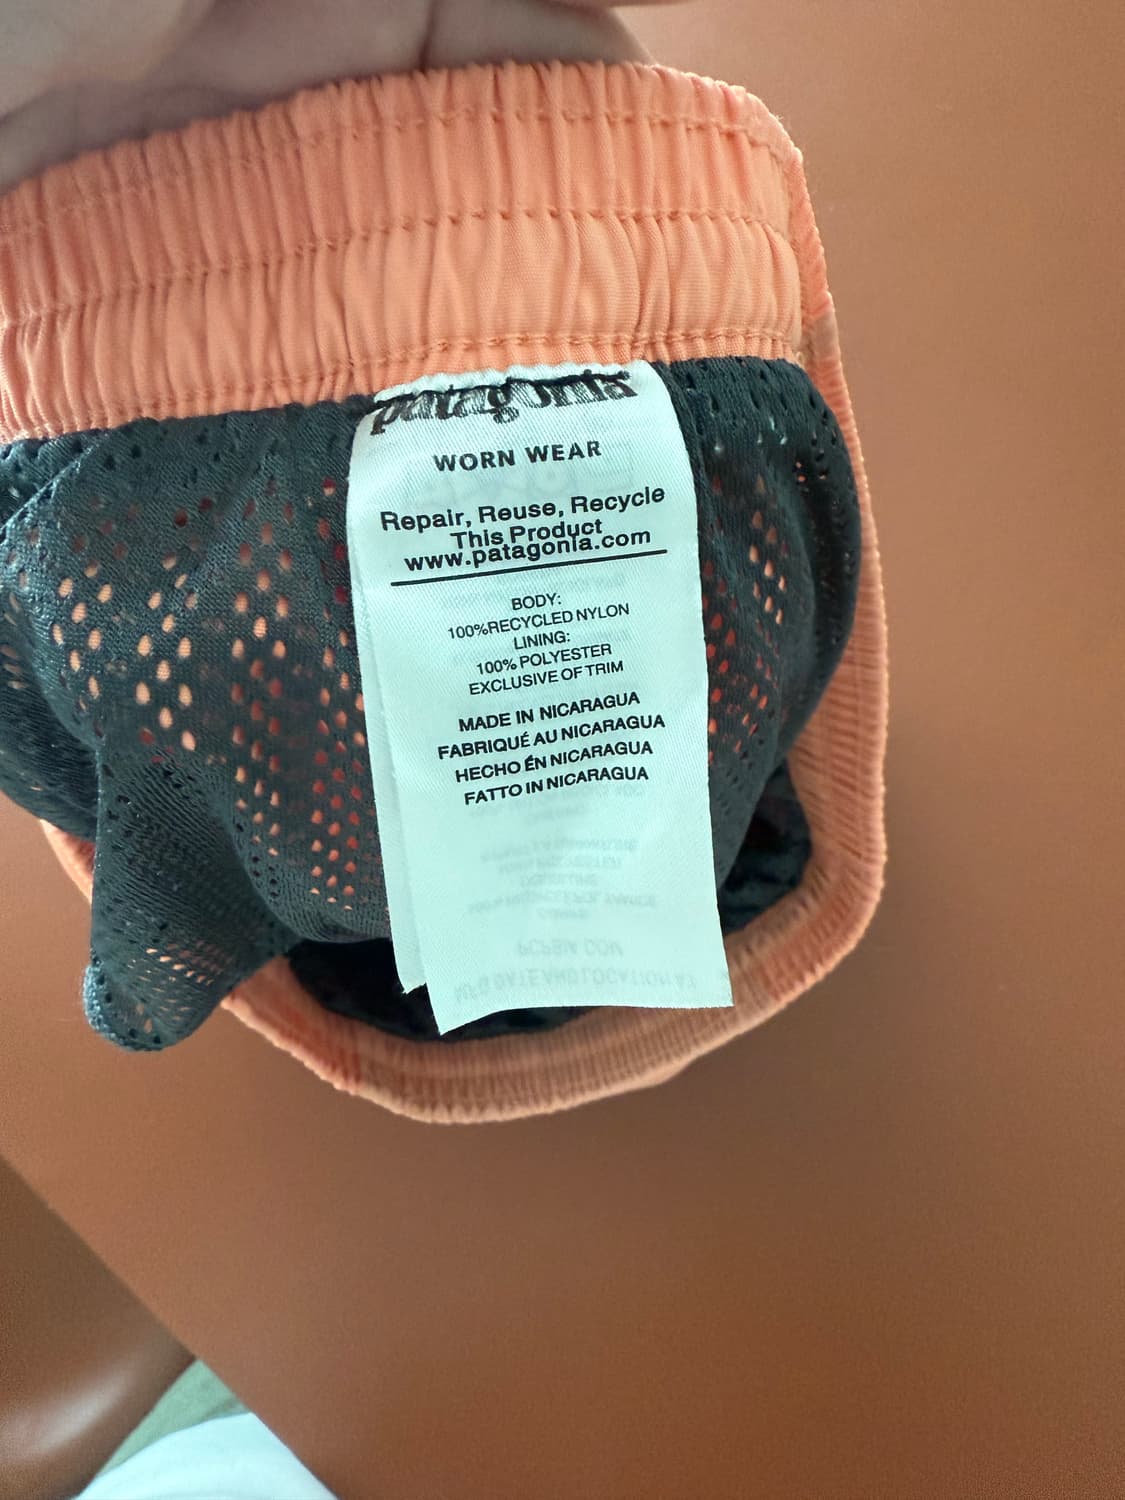 patagonia
WORN WEAR
Repair, Reuse, Recycle
This Product
www.patagonia.com
BODY:
100%RECYCLED NYLON
LINING:
100% POLYESTER
EXCLUSIVE OF TRIM
MADE IN NICARAGUA
FABRIQUÉ AU NICARAGUA
HECHO ÉN NICARAGUA
FATTO IN NICARAGUA